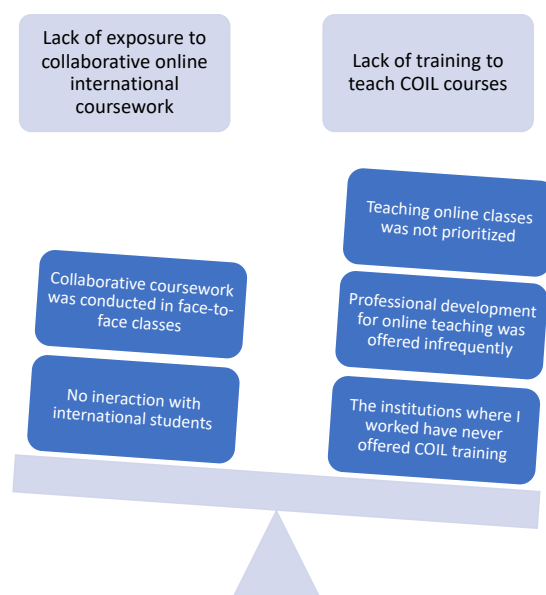 Lack of exposure to
collaborative online
international
coursework
Lack of training to
teach COIL courses
Collaborative coursework
was conducted in face-to-
face classes
No ineraction with
international students
Teaching online classes
was not prioritized
Professional development
for online teaching was
offered infrequently
The institutions where I
worked have never
offered COIL training